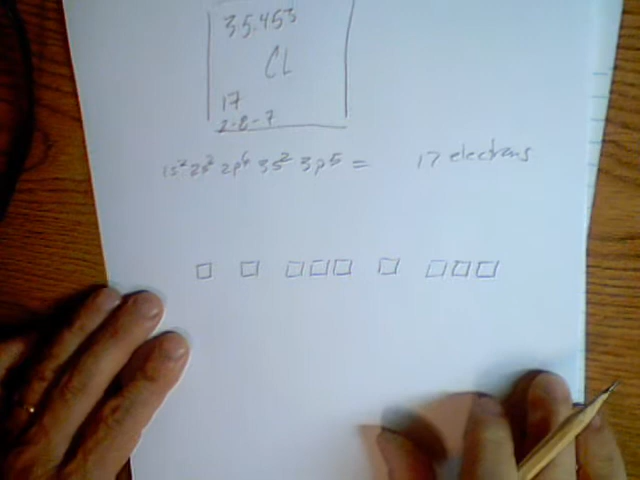 35.453
CL
17
2-8-7
1s² 2s² 2p⁶ 3s² 3p⁵ = 17 electrons